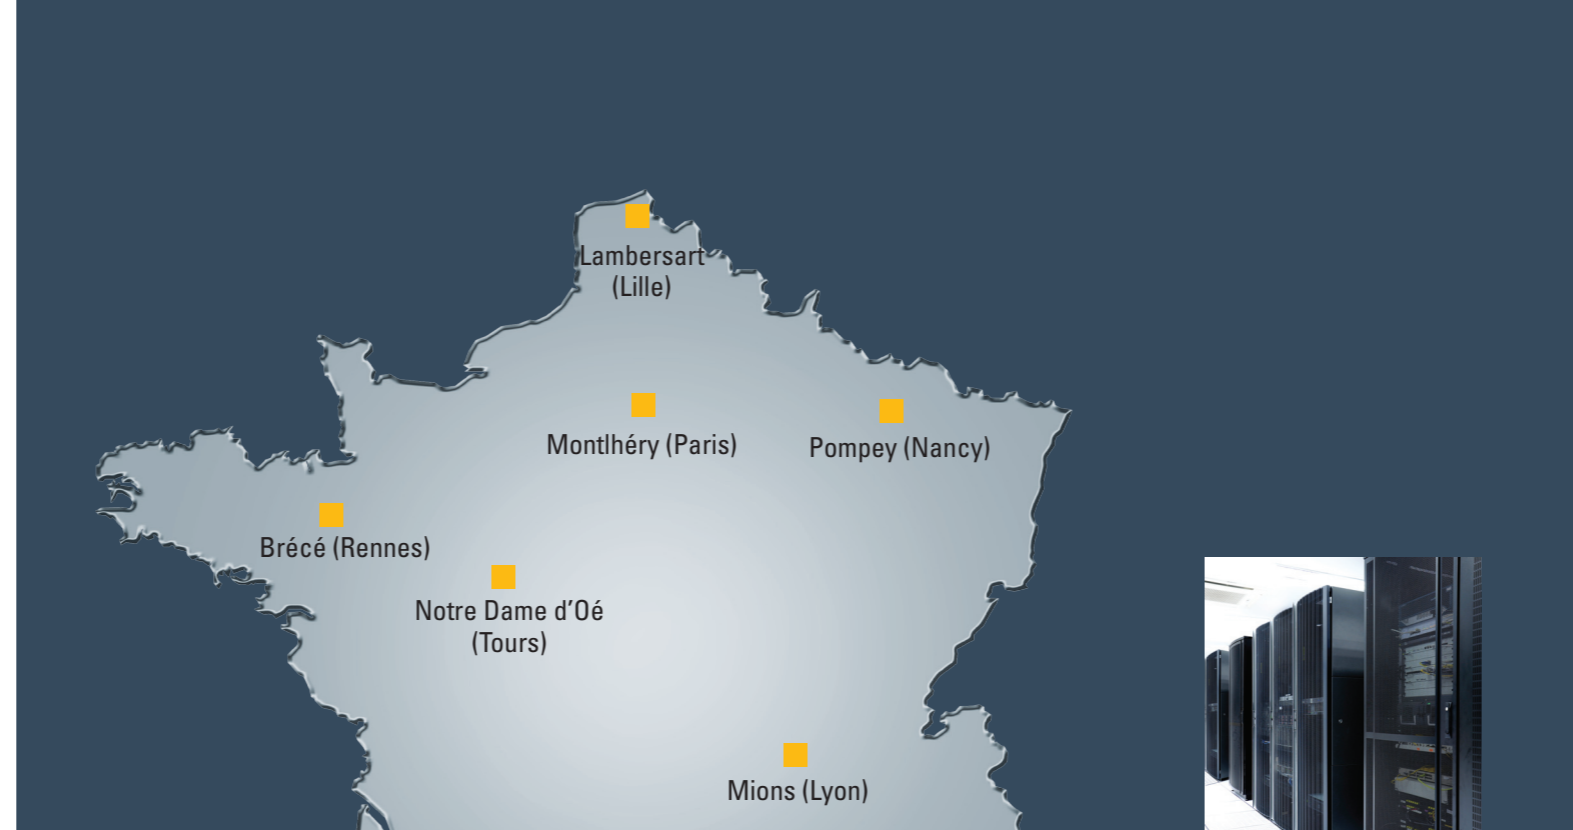 Lambersart
(Lille)
Montlhéry (Paris)
Pompey (Nancy)
Brécé (Rennes)
Notre Dame d’Oé
(Tours)
Mions (Lyon)